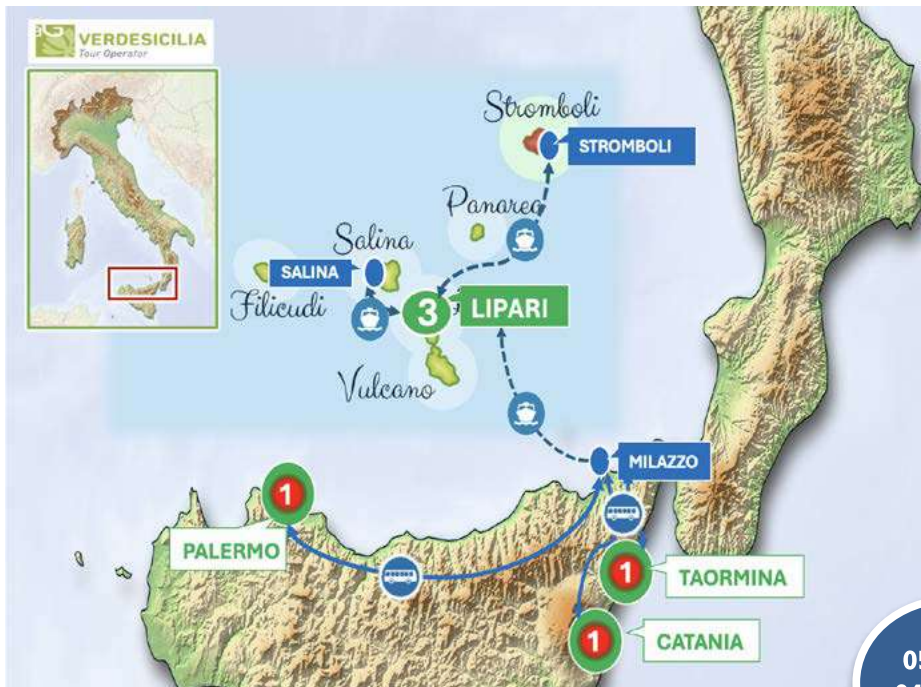 VERDESICILIA
Tour Operator
Stromboli
STROMBOLI
Panarea
Salina
SALINA
Filicudi
3
LIPARI
Vulcano
MILAZZO
1
PALERMO
1
TAORMINA
1
CATANIA
05